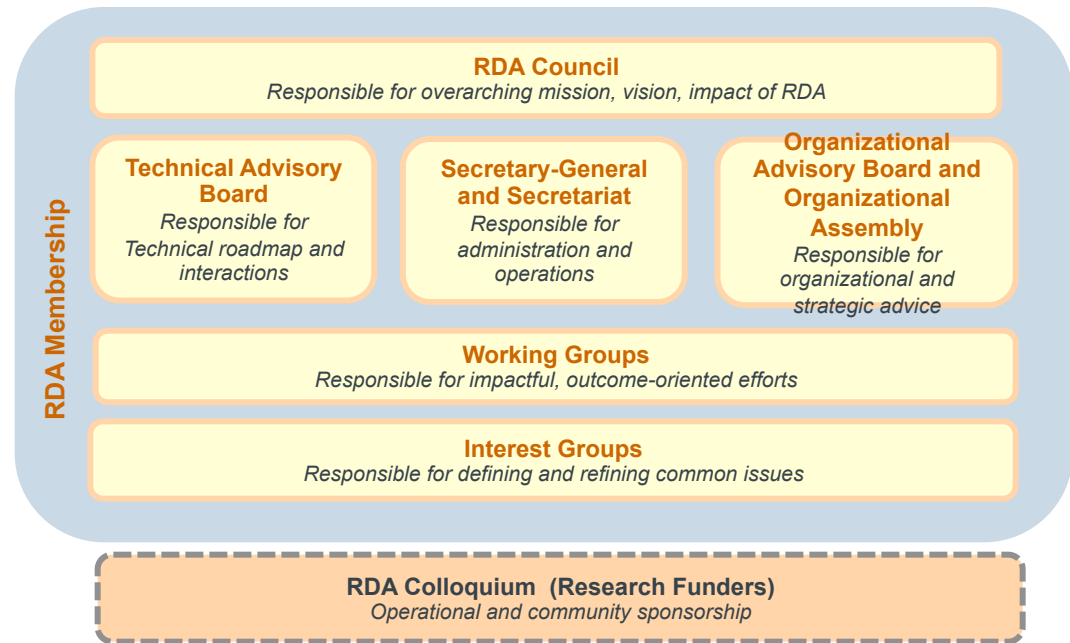 RDA Membership
RDA Council
Responsible for overarching mission, vision, impact of RDA
Technical Advisory
Board
Responsible for
Technical roadmap and
interactions
Secretary-General
and Secretariat
Responsible for
administration and
operations
Organizational
Advisory Board and
Organizational
Assembly
Responsible for
organizational and
strategic advice
Working Groups
Responsible for impactful, outcome-oriented efforts
Interest Groups
Responsible for defining and refining common issues
RDA Colloquium (Research Funders)
Operational and community sponsorship